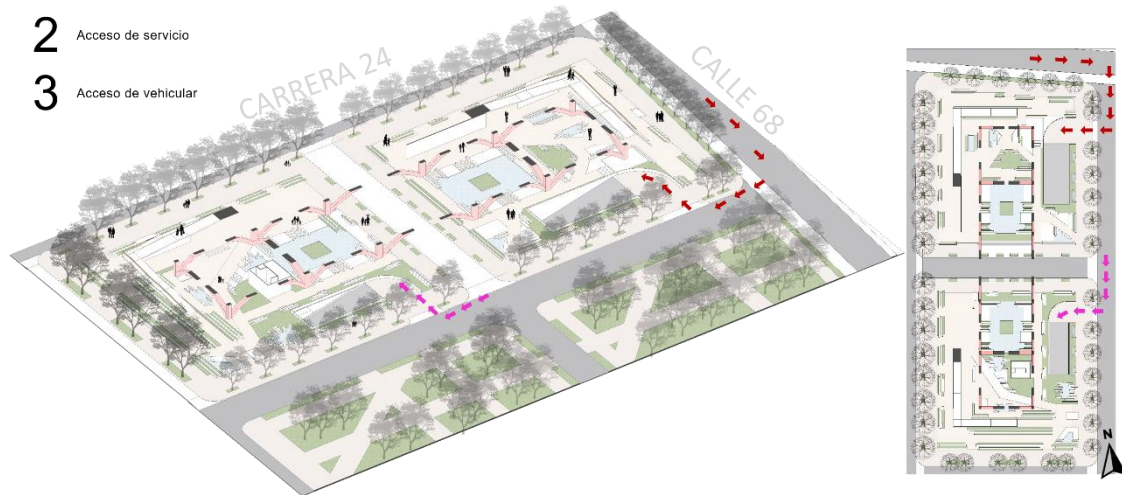 2 Acceso de servicio
3 Acceso de vehicular
CARRERA 24
CALLE 68
N